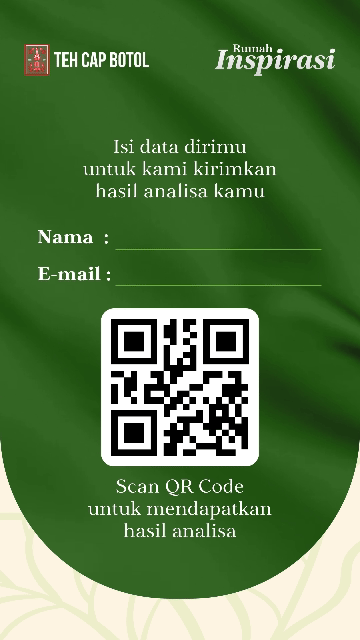 TEH CAP BOTOL
Rumah
Inspirasi
Isi data dirimu
untuk kami kirimkan
hasil analisa kamu
Nama :
E-mail :
Scan QR Code
untuk mendapatkan
hasil analisa